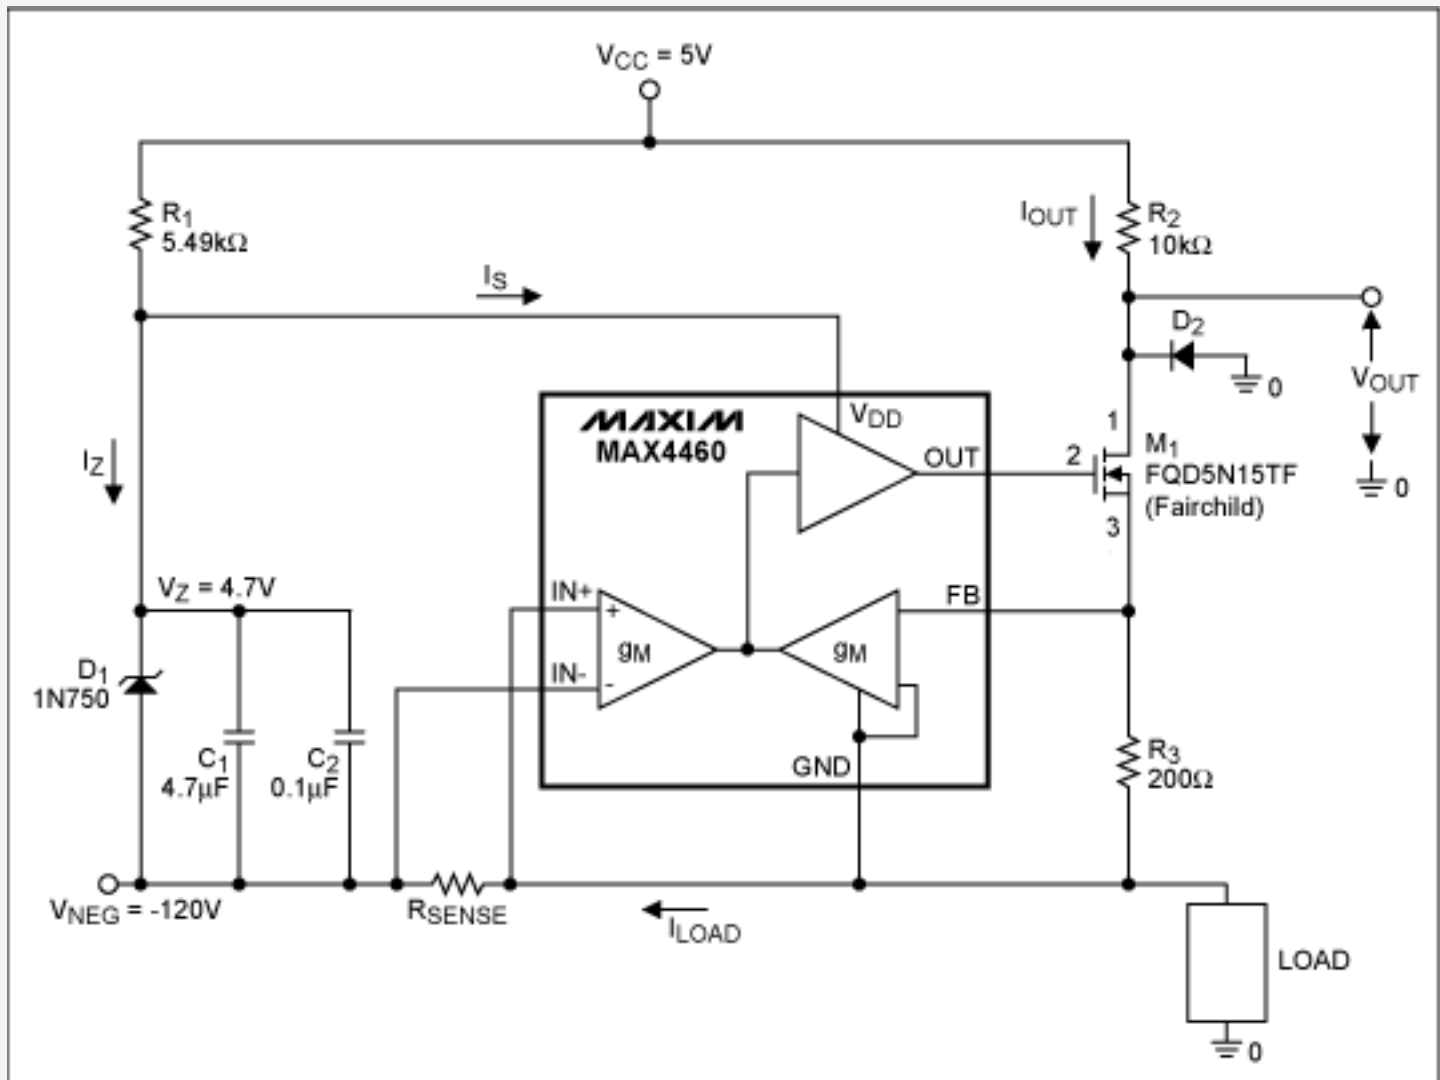 VCC = 5V
R1
5.49kΩ
IOUT
R2
10kΩ
IS
D2
0
VOUT
0
MAXIM
MAX4460
VDD
1
OUT
2
M1
FQD5N15TF
(Fairchild)
3
IZ
VZ = 4.7V
IN+
+
gM
gM
FB
IN-
-
D1
1N750
C1
4.7µF
C2
0.1µF
GND
R3
200Ω
VNEG = -120V
RSENSE
ILOAD
LOAD
0